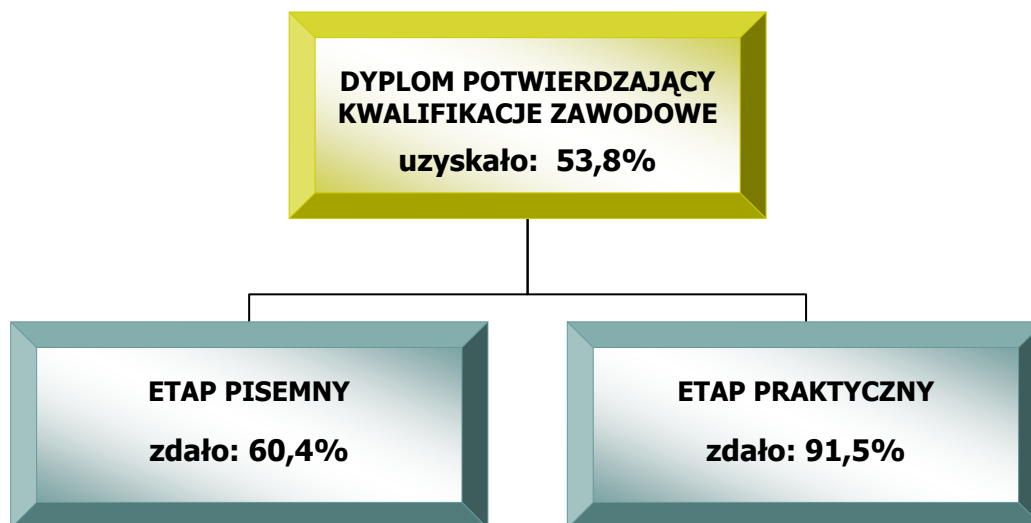 DYPLOM POTWIERDZAJĄCY
KWALIFIKACJE ZAWODOWE
uzyskało: 53,8%
ETAP PISEMNY
zdało: 60,4%
ETAP PRAKTYCZNY
zdało: 91,5%